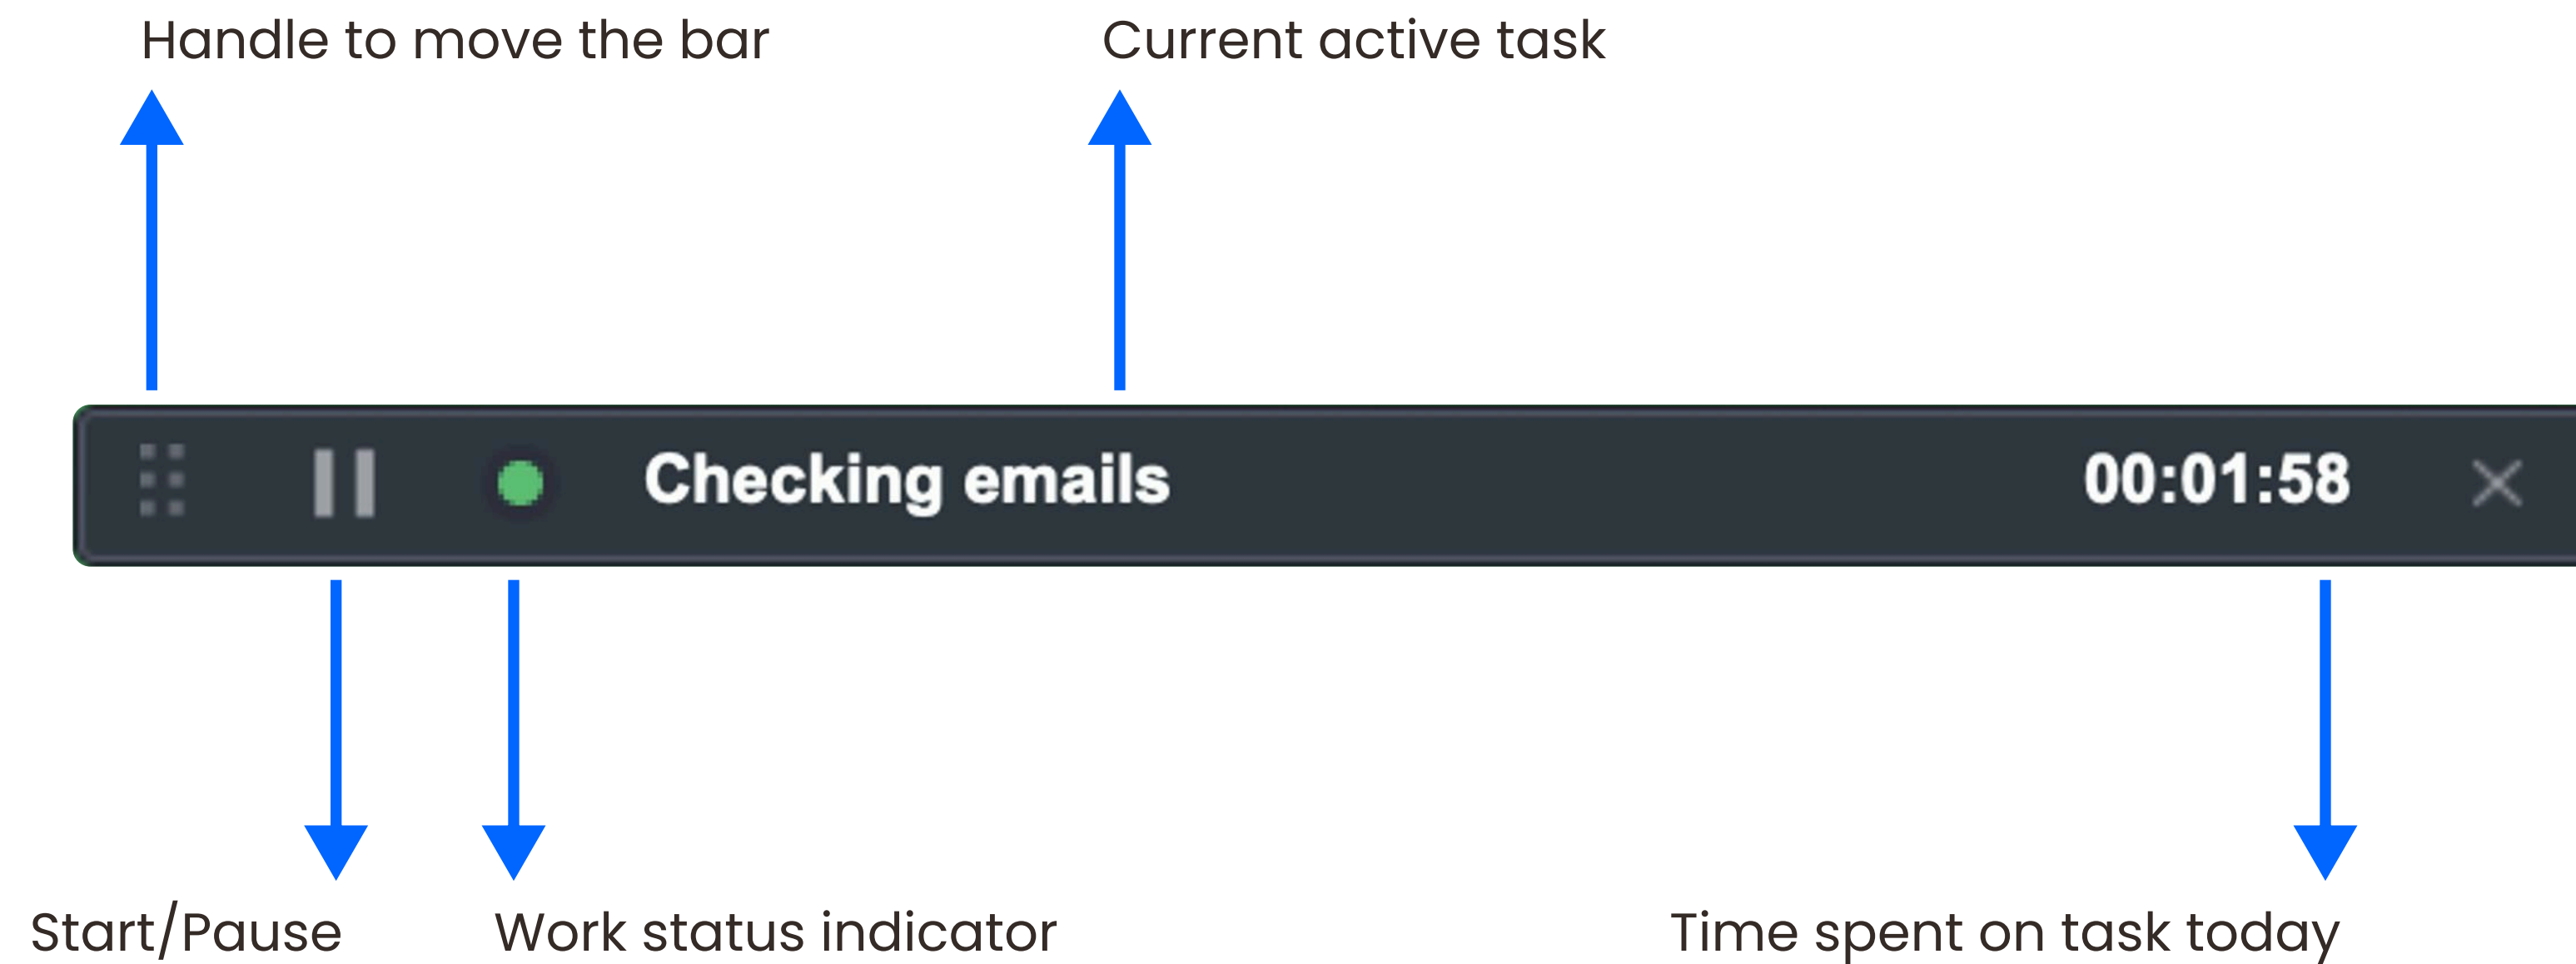 Handle to move the bar
Current active task
Checking emails
00:01:58
Start/Pause
Work status indicator
Time spent on task today